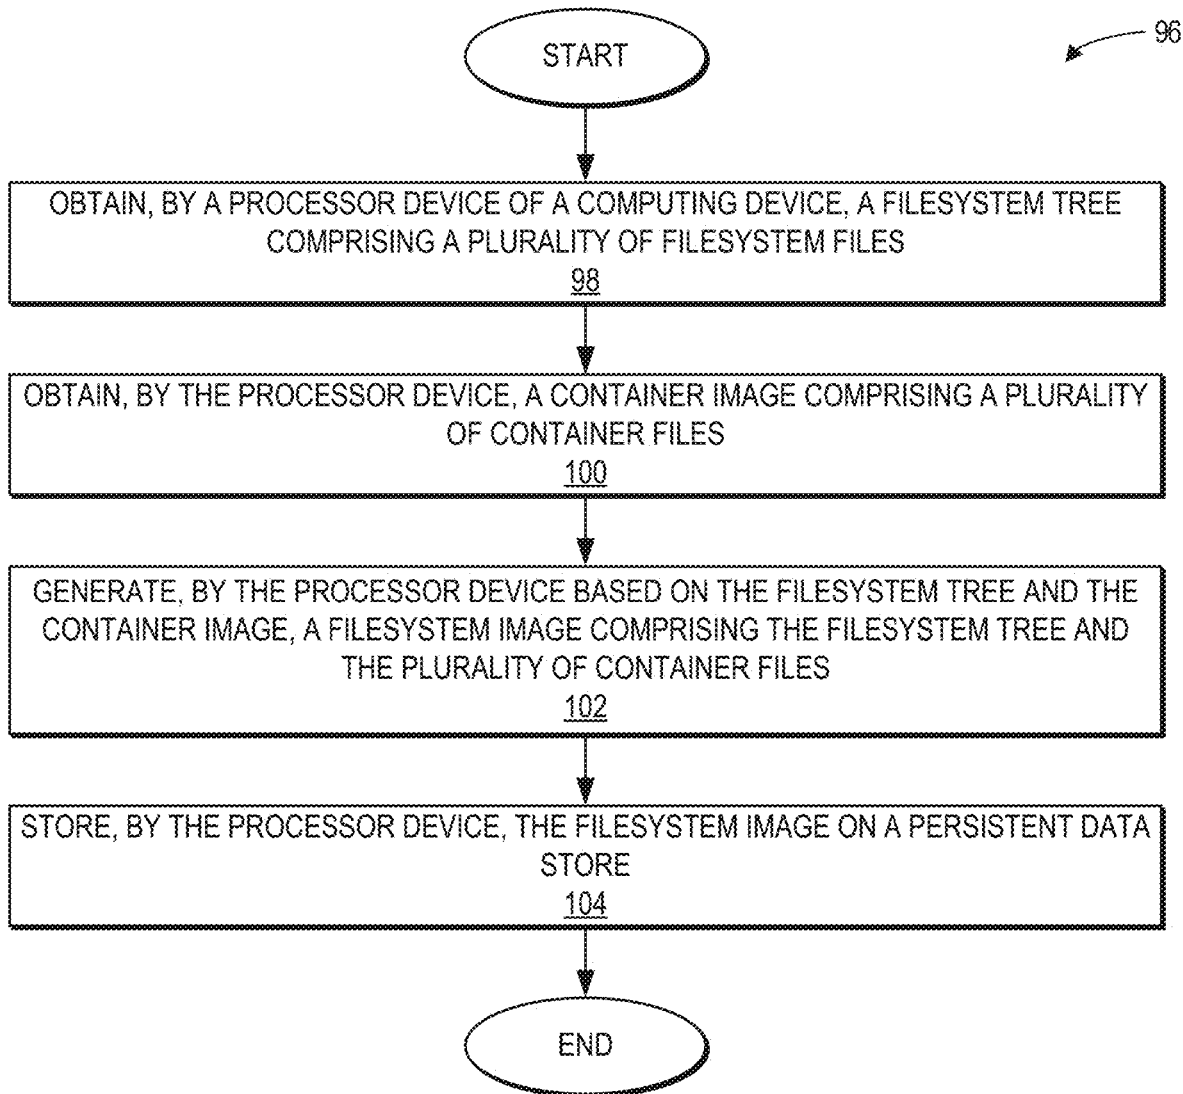 START
96
OBTAIN, BY A PROCESSOR DEVICE OF A COMPUTING DEVICE, A FILESYSTEM TREE
COMPRISING A PLURALITY OF FILESYSTEM FILES
98
OBTAIN, BY THE PROCESSOR DEVICE, A CONTAINER IMAGE COMPRISING A PLURALITY
OF CONTAINER FILES
100
GENERATE, BY THE PROCESSOR DEVICE BASED ON THE FILESYSTEM TREE AND THE
CONTAINER IMAGE, A FILESYSTEM IMAGE COMPRISING THE FILESYSTEM TREE AND
THE PLURALITY OF CONTAINER FILES
102
STORE, BY THE PROCESSOR DEVICE, THE FILESYSTEM IMAGE ON A PERSISTENT DATA
STORE
104
END